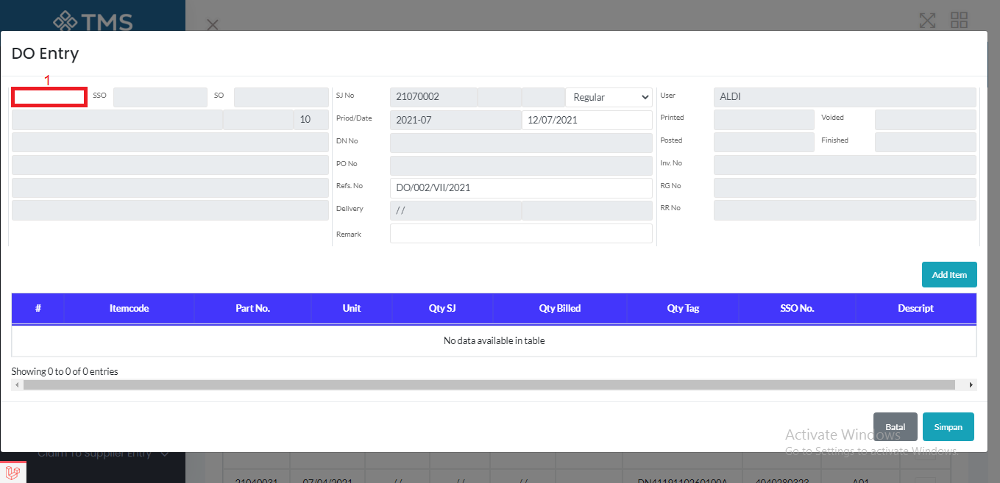 TMS
DO Entry
1
SSO
SO
SJ No
21070002
Regular
User
ALDI
10
Priod/Date
2021-07
12/07/2021
Printed
Voided
DN No
Posted
Finished
PO No
Inv. No
Refs. No
DO/002/VII/2021
RG No
Delivery
/ /
RR No
Remark
Add Item
# Itemcode Part No. Unit Qty SJ Qty Billed Qty Tag SSO No. Descript
No data available in table
Showing 0 to 0 of 0 entries
Batal
Simpan
Activate Windows
Go to Settings to activate Windows.
Claim To Supplier Entry
21040031 07/04/2021 / / / / / / DN4119110260100A 4040280323 A01